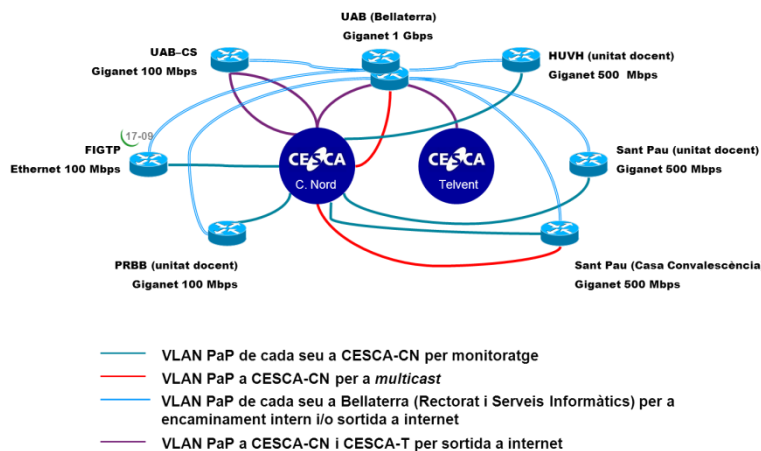 UAB (Bellaterra)
Giganet 1 Gbps
UAB–CS
Giganet 100 Mbps
HUVH (unitat docent)
Giganet 500 Mbps
17-09
FIGTP
Ethernet 100 Mbps
CESCA
C. Nord
CESCA
Telvent
Sant Pau (unitat docent)
Giganet 500 Mbps
PRBB (unitat docent)
Giganet 100 Mbps
Sant Pau (Casa Convalescència
Giganet 500 Mbps
VLAN PaP de cada seu a CESCA-CN per monitoratge
VLAN PaP a CESCA-CN per a multicast
VLAN PaP de cada seu a Bellaterra (Rectorat i Serveis Informàtics) per a
encaminament intern i/o sortida a internet
VLAN PaP a CESCA-CN i CESCA-T per sortida a internet